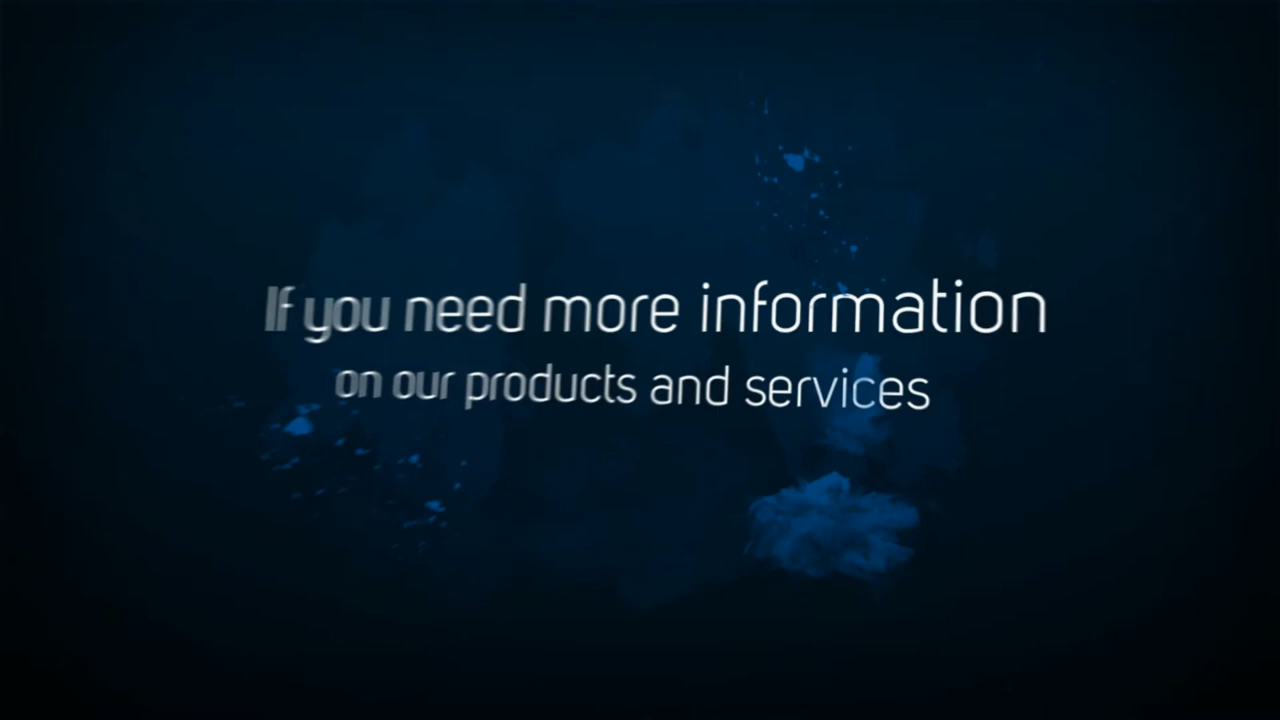 If you need more information
on our products and services